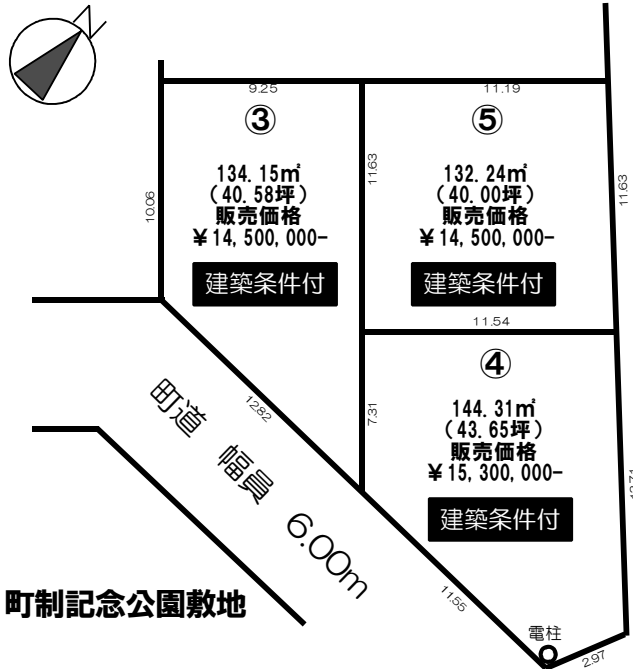 N
9.25
11.19
③
134.15㎡
(40.58坪)
販売価格
¥14,500,000-
建築条件付
10.06
11.63
⑤
132.24㎡
(40.00坪)
販売価格
¥14,500,000-
建築条件付
11.63
11.54
④
144.31㎡
(43.65坪)
販売価格
¥15,300,000-
建築条件付
7.31
12.82
町道 幅員 6.00m
11.55
町制記念公園敷地
電柱
2.97